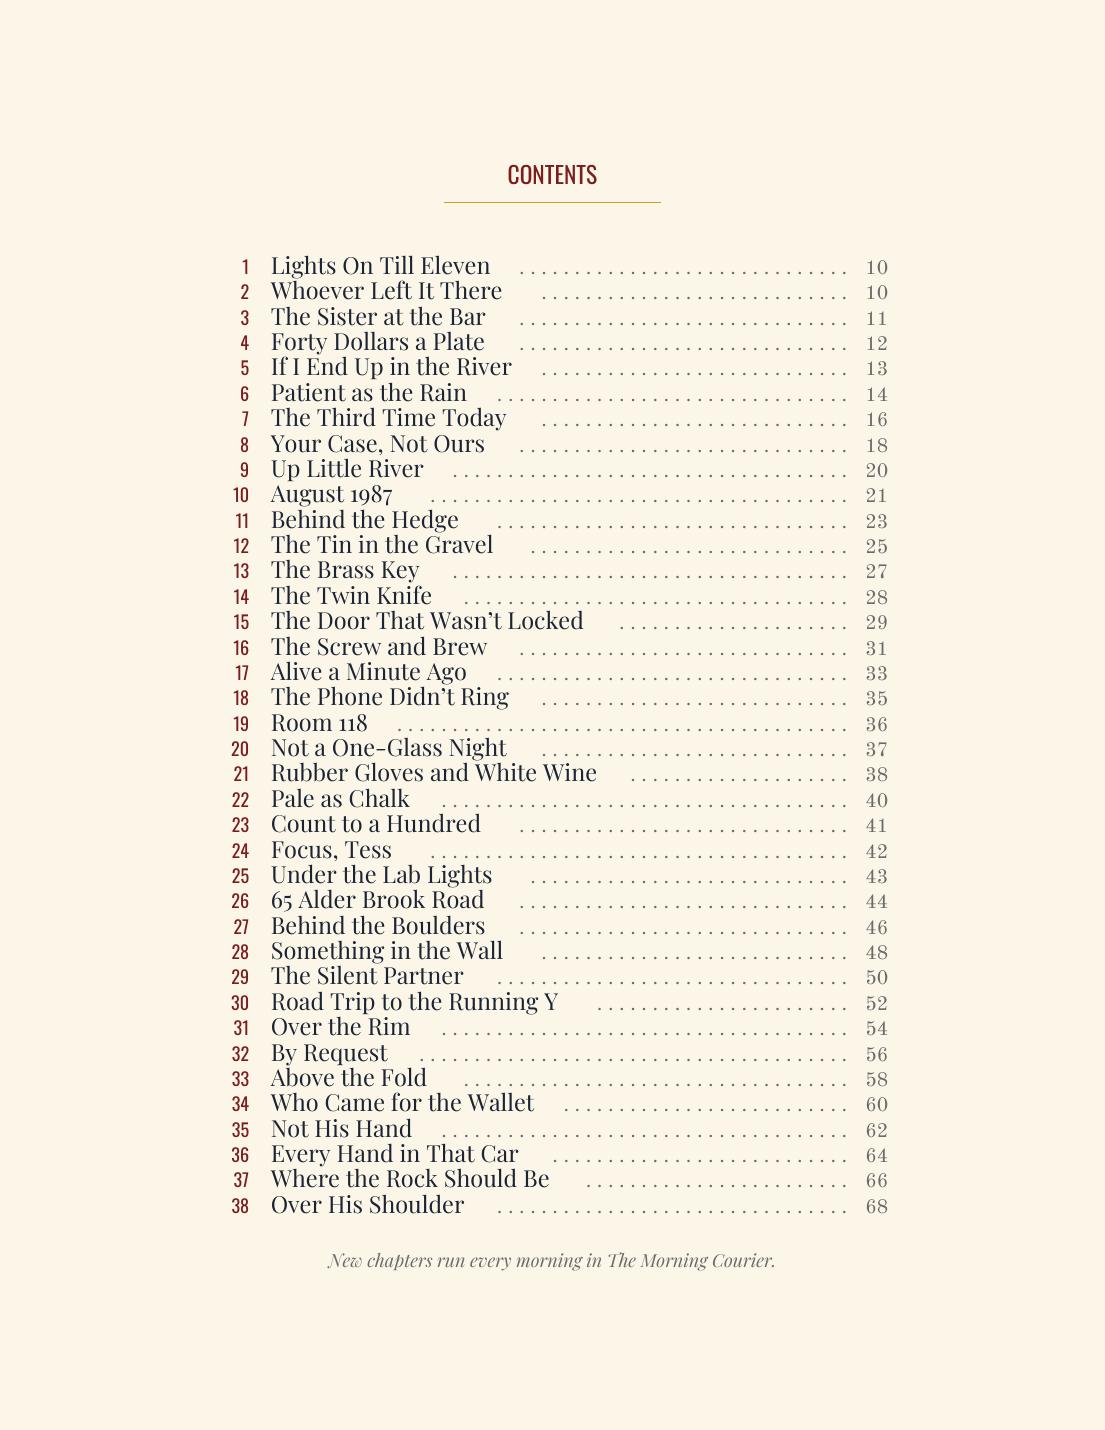 CONTENTS
1 Lights On Till Eleven . . . . . . . . . . . . . . . . . . . . . . . . . . . . . . 10
2 Whoever Left It There . . . . . . . . . . . . . . . . . . . . . . . . . . . . 10
3 The Sister at the Bar . . . . . . . . . . . . . . . . . . . . . . . . . . . . . . 11
4 Forty Dollars a Plate . . . . . . . . . . . . . . . . . . . . . . . . . . . . . . 12
5 If I End Up in the River . . . . . . . . . . . . . . . . . . . . . . . . . . . . 13
6 Patient as the Rain . . . . . . . . . . . . . . . . . . . . . . . . . . . . . . . . 14
7 The Third Time Today . . . . . . . . . . . . . . . . . . . . . . . . . . . . 16
8 Your Case, Not Ours . . . . . . . . . . . . . . . . . . . . . . . . . . . . . . 18
9 Up Little River . . . . . . . . . . . . . . . . . . . . . . . . . . . . . . . . . . . . 20
10 August 1987 . . . . . . . . . . . . . . . . . . . . . . . . . . . . . . . . . . . . . . 21
11 Behind the Hedge . . . . . . . . . . . . . . . . . . . . . . . . . . . . . . . . 23
12 The Tin in the Gravel . . . . . . . . . . . . . . . . . . . . . . . . . . . . . 25
13 The Brass Key . . . . . . . . . . . . . . . . . . . . . . . . . . . . . . . . . . . . 27
14 The Twin Knife . . . . . . . . . . . . . . . . . . . . . . . . . . . . . . . . . . . 28
15 The Door That Wasn’t Locked . . . . . . . . . . . . . . . . . . . . . 29
16 The Screw and Brew . . . . . . . . . . . . . . . . . . . . . . . . . . . . . . 31
17 Alive a Minute Ago . . . . . . . . . . . . . . . . . . . . . . . . . . . . . . . . 33
18 The Phone Didn’t Ring . . . . . . . . . . . . . . . . . . . . . . . . . . . . 35
19 Room 118 . . . . . . . . . . . . . . . . . . . . . . . . . . . . . . . . . . . . . . . . . 36
20 Not a One-Glass Night . . . . . . . . . . . . . . . . . . . . . . . . . . . . 37
21 Rubber Gloves and White Wine . . . . . . . . . . . . . . . . . . . . 38
22 Pale as Chalk . . . . . . . . . . . . . . . . . . . . . . . . . . . . . . . . . . . . . 40
23 Count to a Hundred . . . . . . . . . . . . . . . . . . . . . . . . . . . . . . 41
24 Focus, Tess . . . . . . . . . . . . . . . . . . . . . . . . . . . . . . . . . . . . . . 42
25 Under the Lab Lights . . . . . . . . . . . . . . . . . . . . . . . . . . . . . 43
26 65 Alder Brook Road . . . . . . . . . . . . . . . . . . . . . . . . . . . . . . 44
27 Behind the Boulders . . . . . . . . . . . . . . . . . . . . . . . . . . . . . . 46
28 Something in the Wall . . . . . . . . . . . . . . . . . . . . . . . . . . . . 48
29 The Silent Partner . . . . . . . . . . . . . . . . . . . . . . . . . . . . . . . . 50
30 Road Trip to the Running Y . . . . . . . . . . . . . . . . . . . . . . . 52
31 Over the Rim . . . . . . . . . . . . . . . . . . . . . . . . . . . . . . . . . . . . . 54
32 By Request . . . . . . . . . . . . . . . . . . . . . . . . . . . . . . . . . . . . . . . 56
33 Above the Fold . . . . . . . . . . . . . . . . . . . . . . . . . . . . . . . . . . . 58
34 Who Came for the Wallet . . . . . . . . . . . . . . . . . . . . . . . . . . 60
35 Not His Hand . . . . . . . . . . . . . . . . . . . . . . . . . . . . . . . . . . . . . 62
36 Every Hand in That Car . . . . . . . . . . . . . . . . . . . . . . . . . . . 64
37 Where the Rock Should Be . . . . . . . . . . . . . . . . . . . . . . . . 66
38 Over His Shoulder . . . . . . . . . . . . . . . . . . . . . . . . . . . . . . . . 68
New chapters run every morning in The Morning Courier.